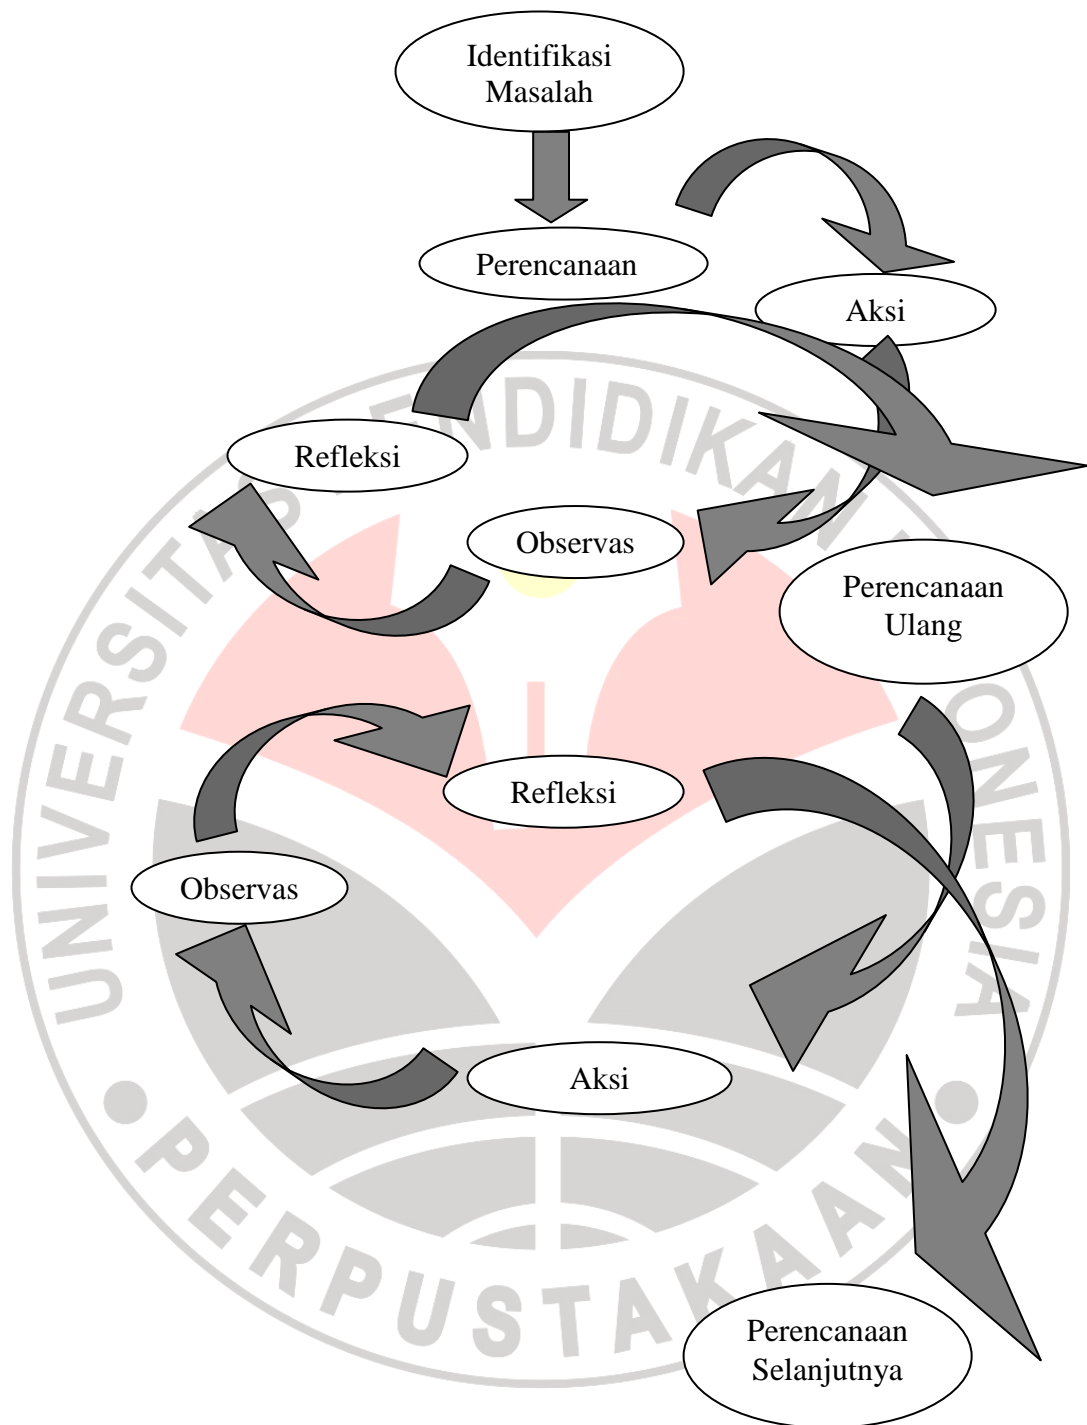 Identifikasi
Masalah
Perencanaan
Aksi
Refleksi
Observas
Perencanaan
Ulang
Refleksi
Observas
Aksi
Perencanaan
Selanjutnya
UNIVERSITAS PENDIDIKAN INDONESIA
PERPUSTAKAAN